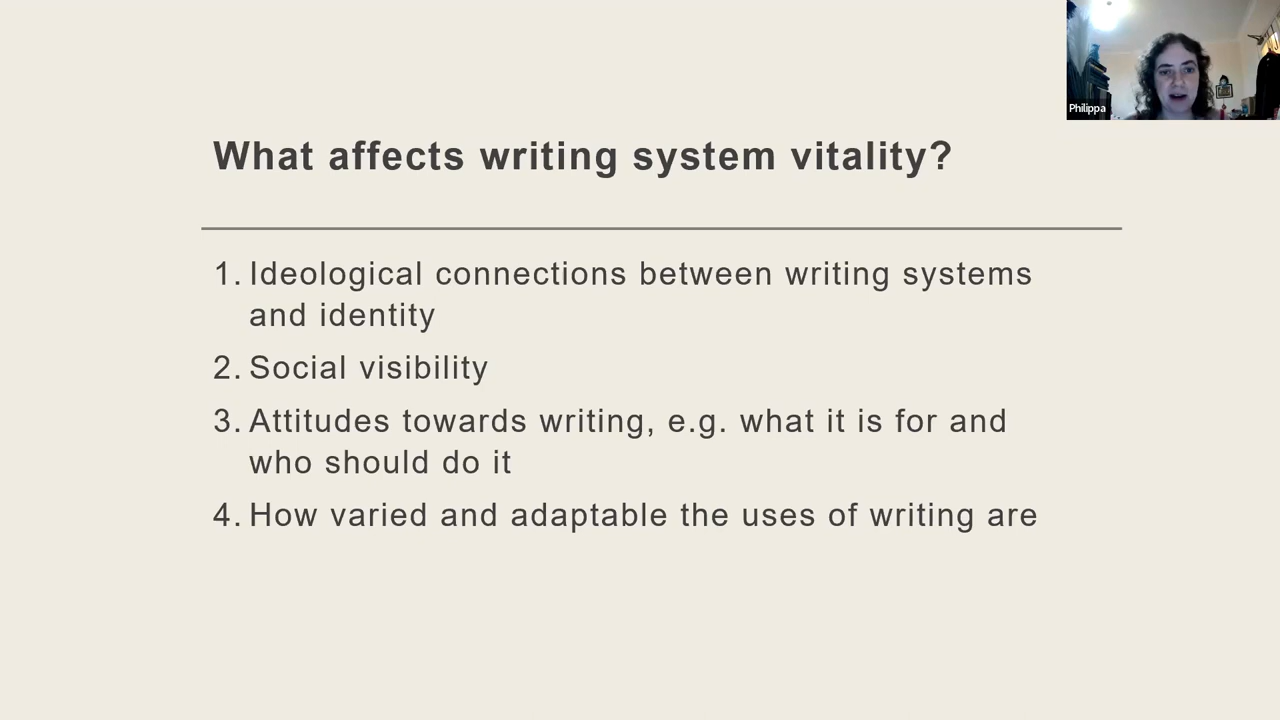 Philippa
What affects writing system vitality?
1. Ideological connections between writing systems
and identity
2. Social visibility
3. Attitudes towards writing, e.g. what it is for and
who should do it
4. How varied and adaptable the uses of writing are